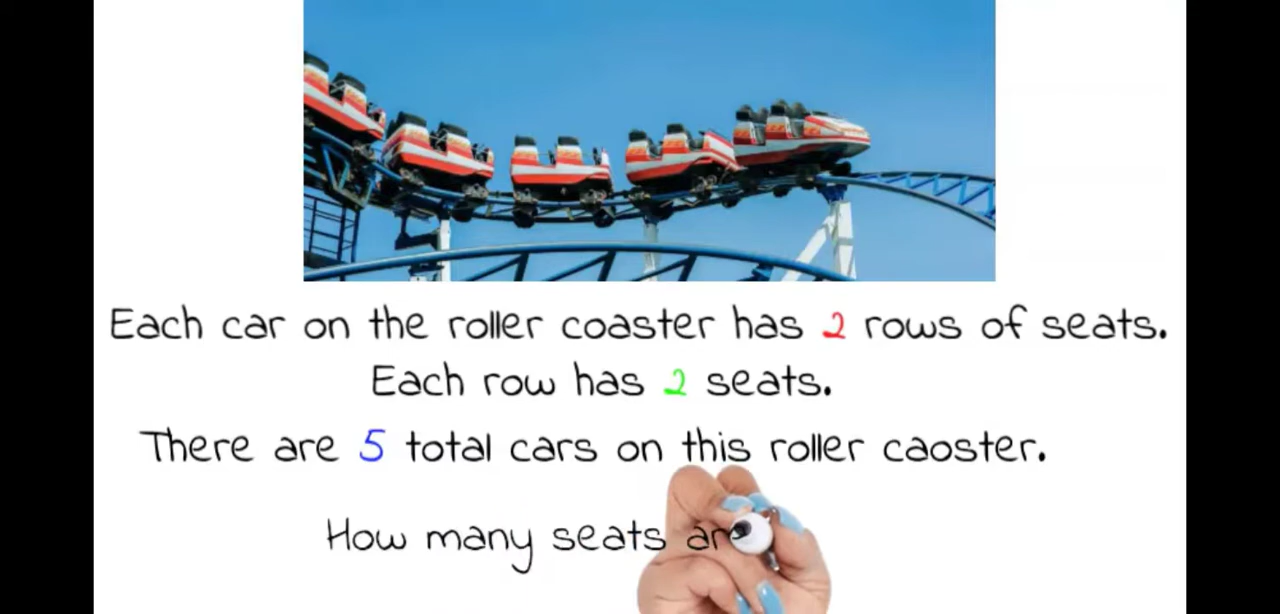 Each car on the roller coaster has 2 rows of seats.
Each row has 2 seats.
There are 5 total cars on this roller caoster.
How many seats ar